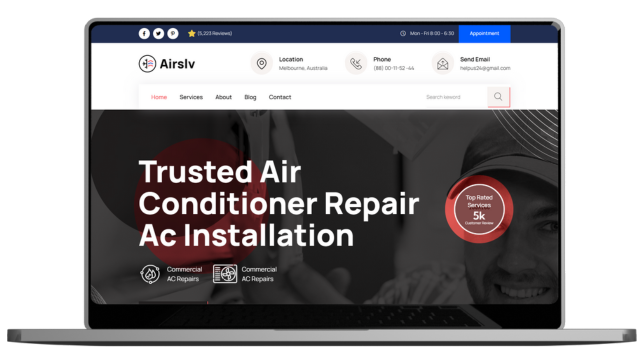 (5,223 Reviews)
Mon - Fri 8:00 - 6:30
Appointment
Airslv
Location
Melbourne, Australia
Phone
(88) 00-11-52 -44
Send Email
helpus24@gmail.com
Home
Services
About
Blog
Contact
Search keword
Trusted Air
Conditioner Repair
Ac Installation
Top Rated
Services
5k
Customer Review
Commercial
AC Repairs
Commercial
AC Repairs